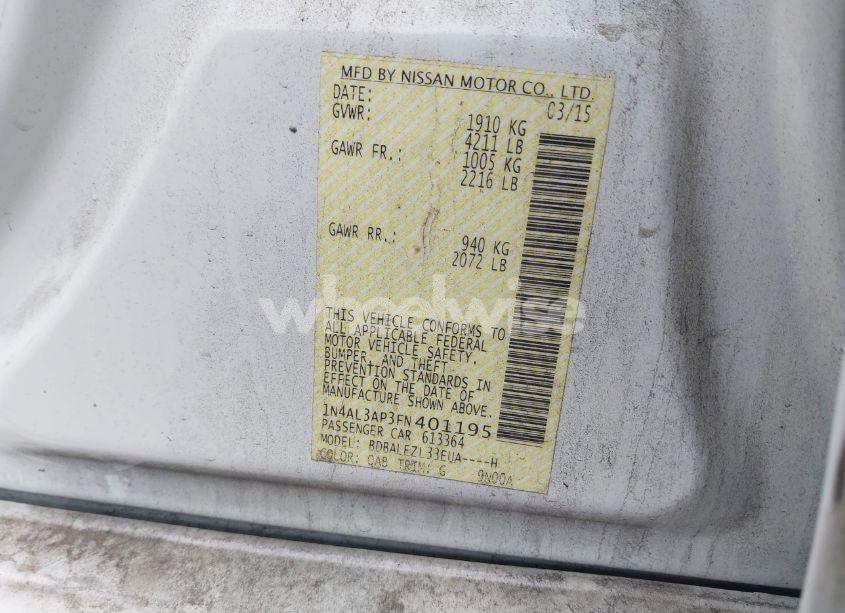 MFD BY NISSAN MOTOR CO., LTD.
DATE: 03/15
GVWR: 1910 KG
4211 LB
GAWR FR.: 1005 KG
2216 LB
GAWR RR.: 940 KG
2072 LB
wheelwise
THIS VEHICLE CONFORMS TO
ALL APPLICABLE FEDERAL
MOTOR VEHICLE SAFETY,
BUMPER, AND THEFT
PREVENTION STANDARDS IN
EFFECT ON THE DATE OF
MANUFACTURE SHOWN ABOVE.
1N4AL3AP3FN401195
PASSENGER CAR 613364
MODEL: BDBALEZL33EUA----H
COLOR: QAB TRIM: G 9N00A